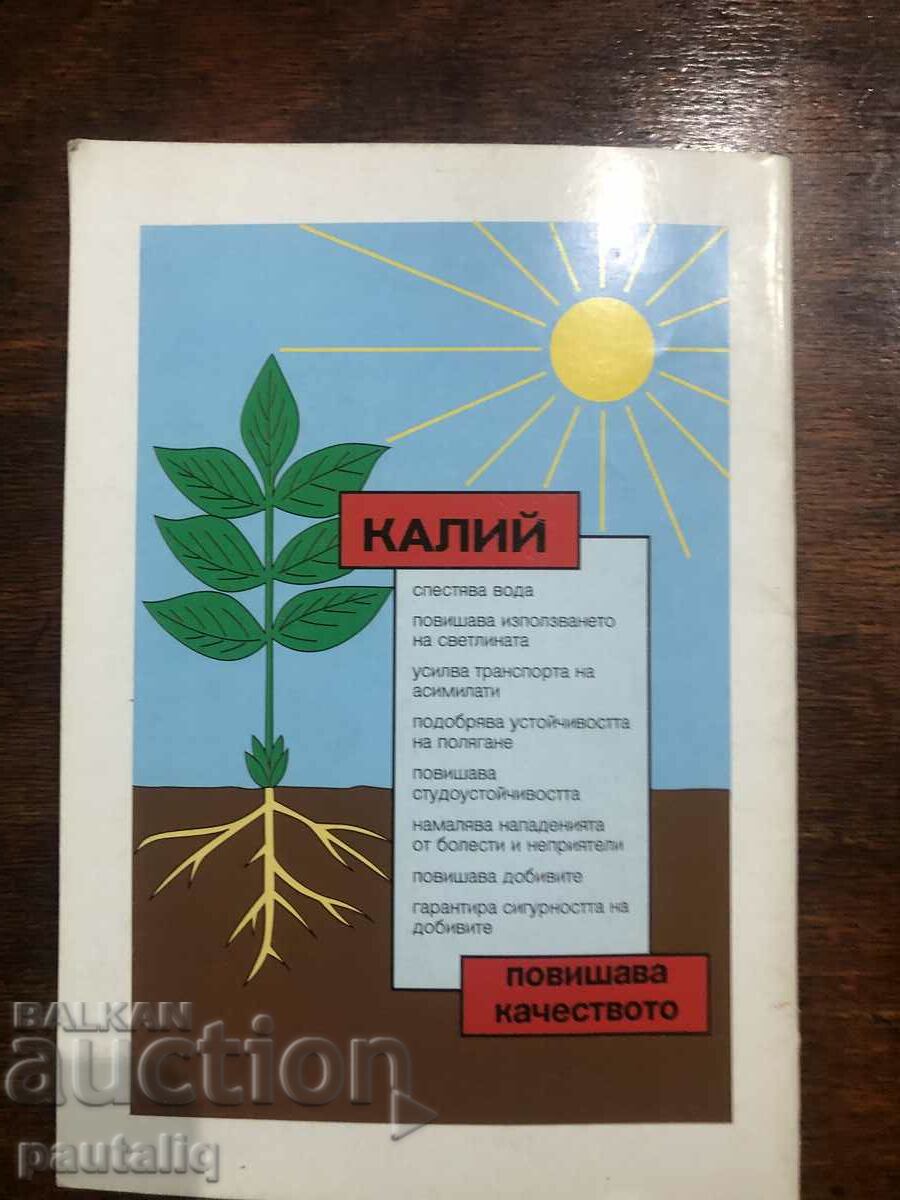 КАЛИЙ
спестява вода
повишава използването
на светлината
усилва транспорта на
асимилати
подобрява устойчивостта
на полягане
повишава
студоустойчивостта
намалява нападенията
от болести и неприятели
повишава добивите
гарантира сигурността на
добивите
повишава
качеството
BALKAN
auction
pautaliq